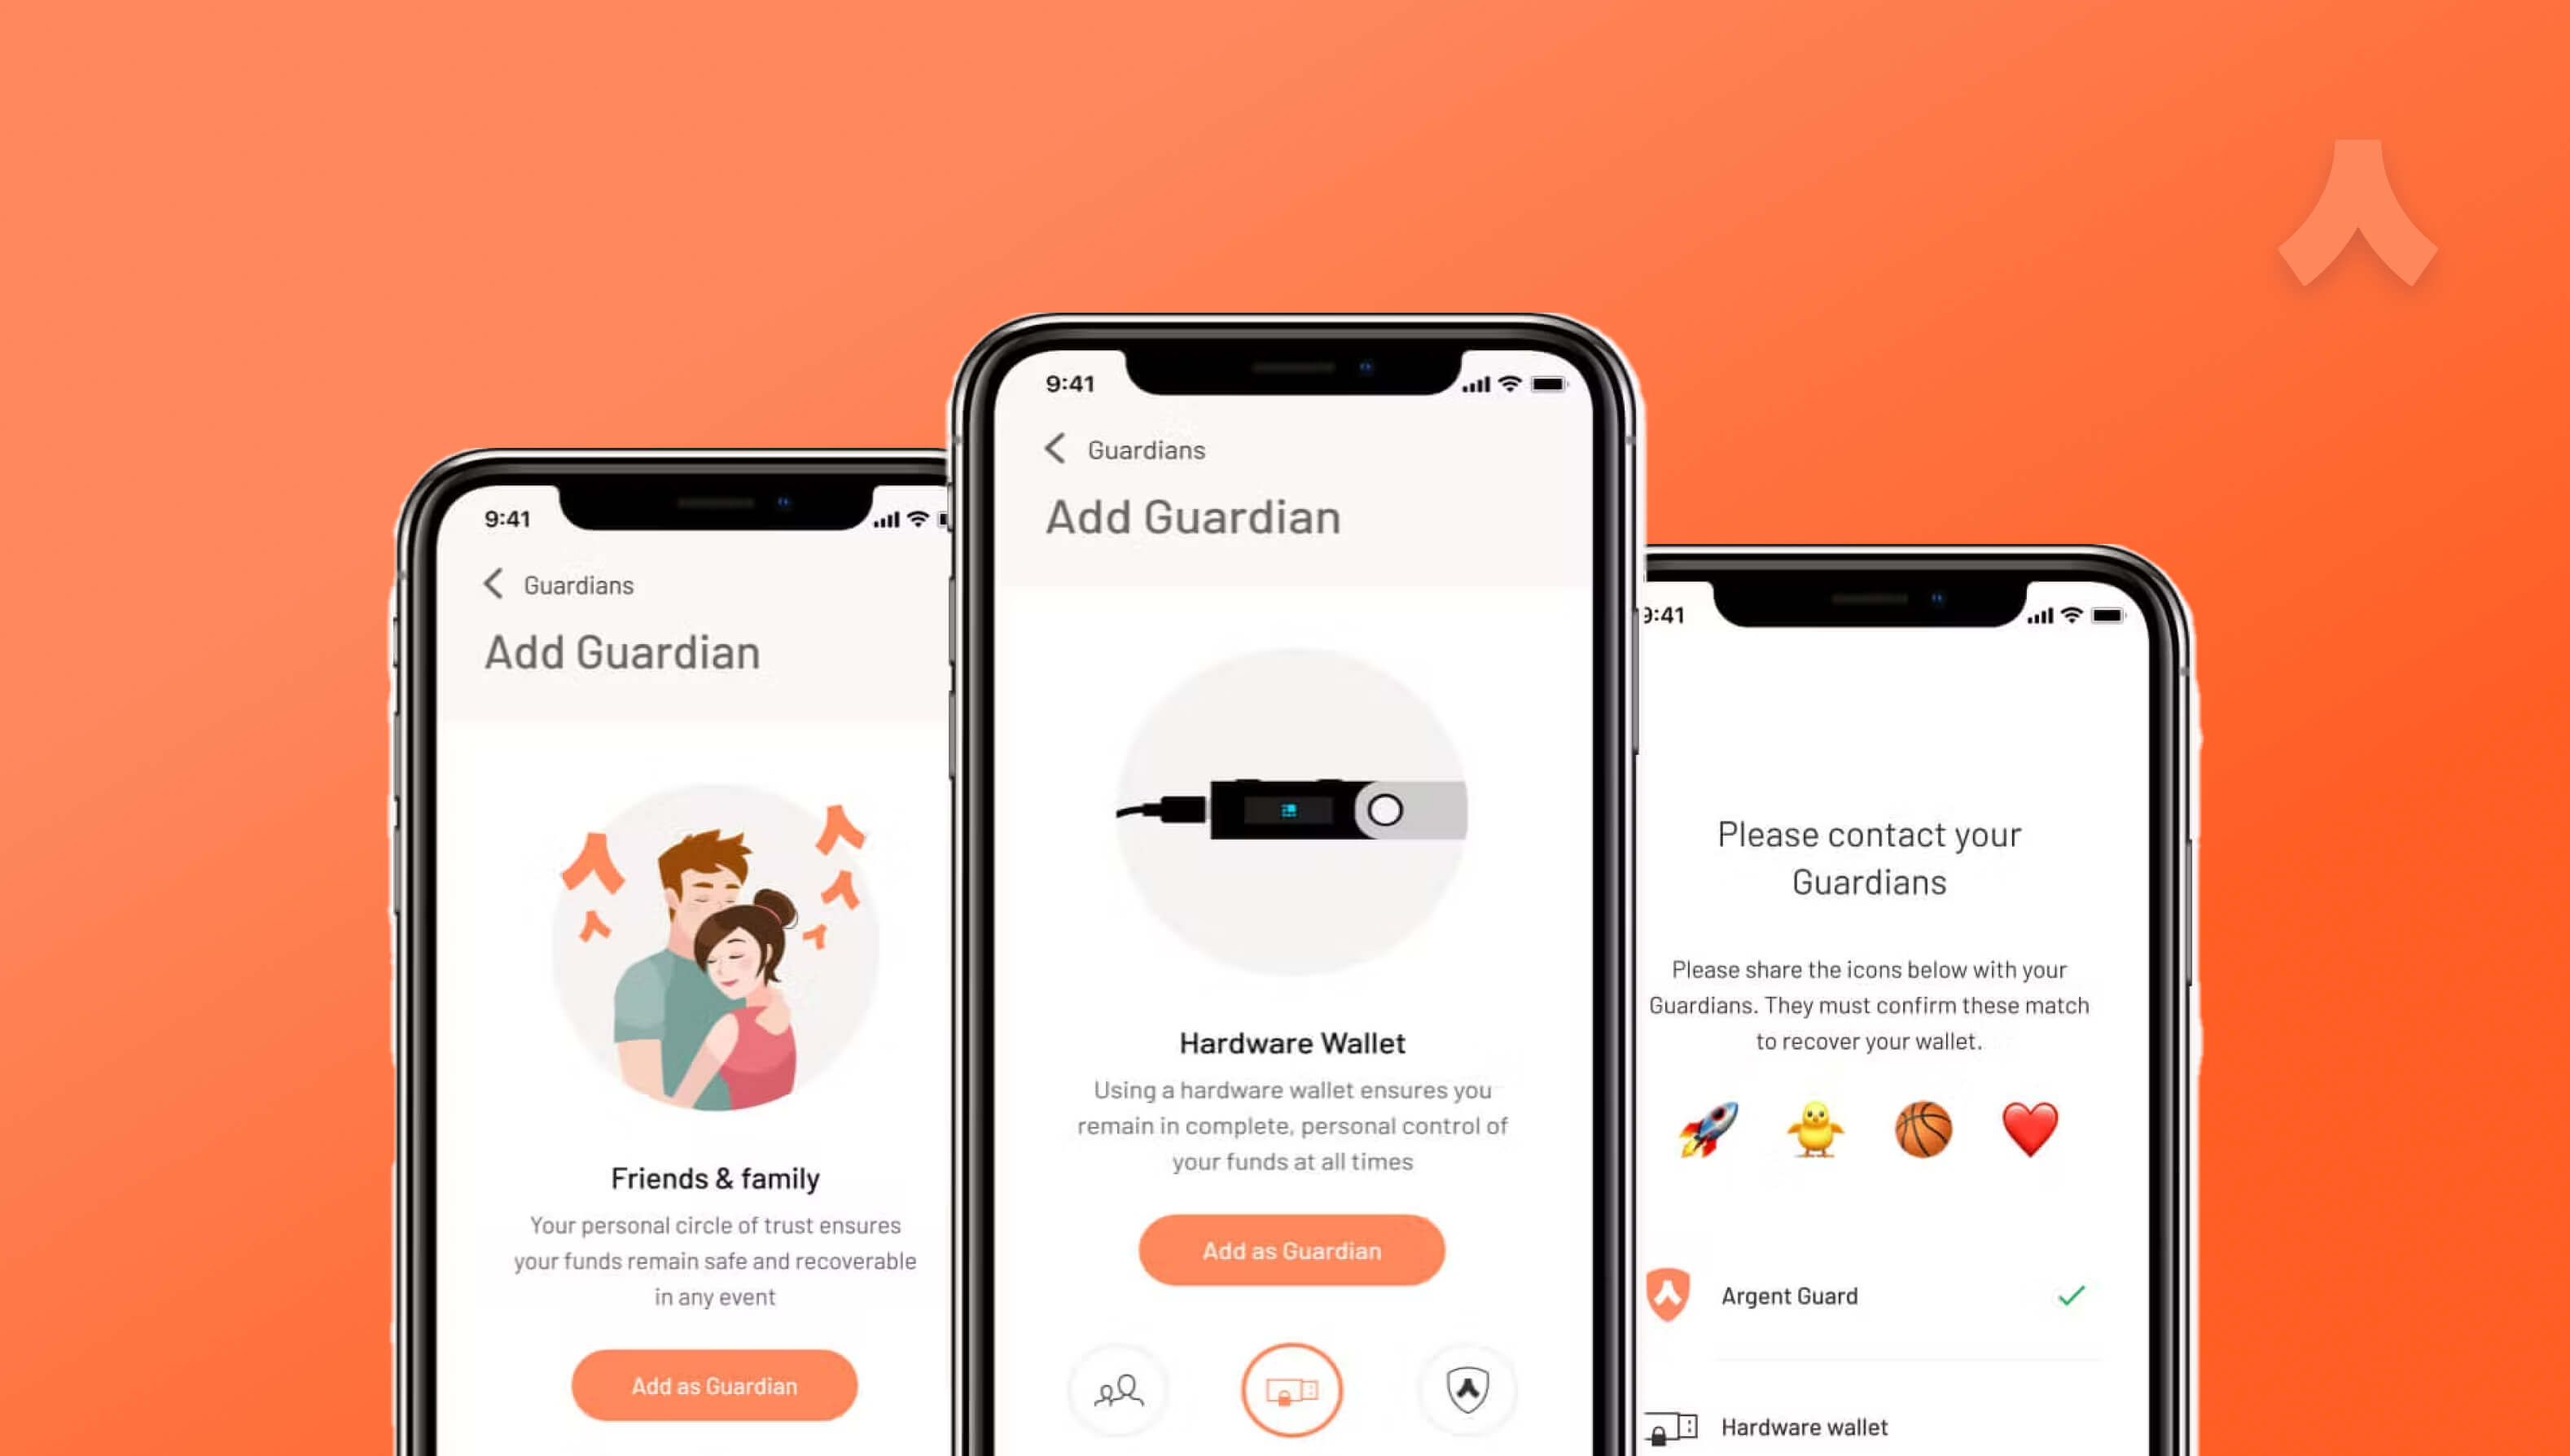 9:41
Guardians
Add Guardian
Friends & family
Your personal circle of trust ensures
your funds remain safe and recoverable
in any event
Add as Guardian
9:41
Guardians
Add Guardian
Hardware Wallet
Using a hardware wallet ensures you
remain in complete, personal control of
your funds at all times
Add as Guardian
9:41
Please contact your
Guardians
Please share the icons below with your
Guardians. They must confirm these match
to recover your wallet.
Argent Guard
Hardware wallet